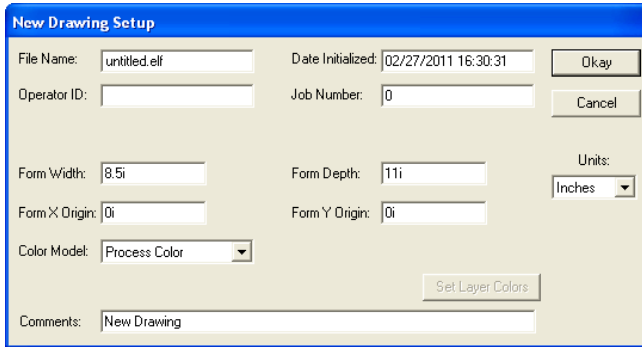 New Drawing Setup
File Name: untitled.elf Date Initialized: 02/27/2011 16:30:31 Okay
Operator ID: Job Number: 0 Cancel
Units:
Form Width: 8.5i Form Depth: 11i Inches
Form X Origin: 0i Form Y Origin: 0i
Color Model: Process Color
Set Layer Colors
Comments: New Drawing